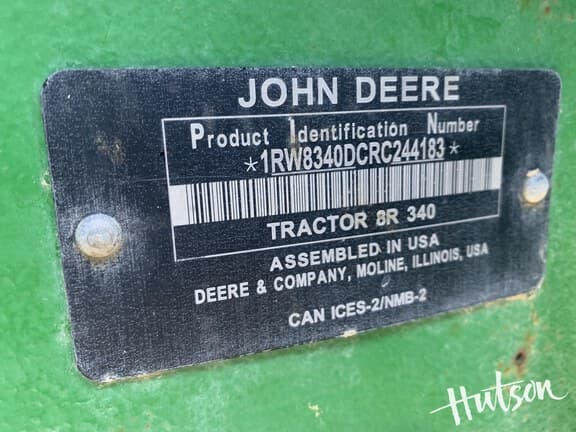 JOHN DEERE
Product Identification Number
*1RW8340DCRC244183*
TRACTOR 8R 340
ASSEMBLED IN USA
DEERE & COMPANY, MOLINE, ILLINOIS, USA
CAN ICES-2/NMB-2
Hutson